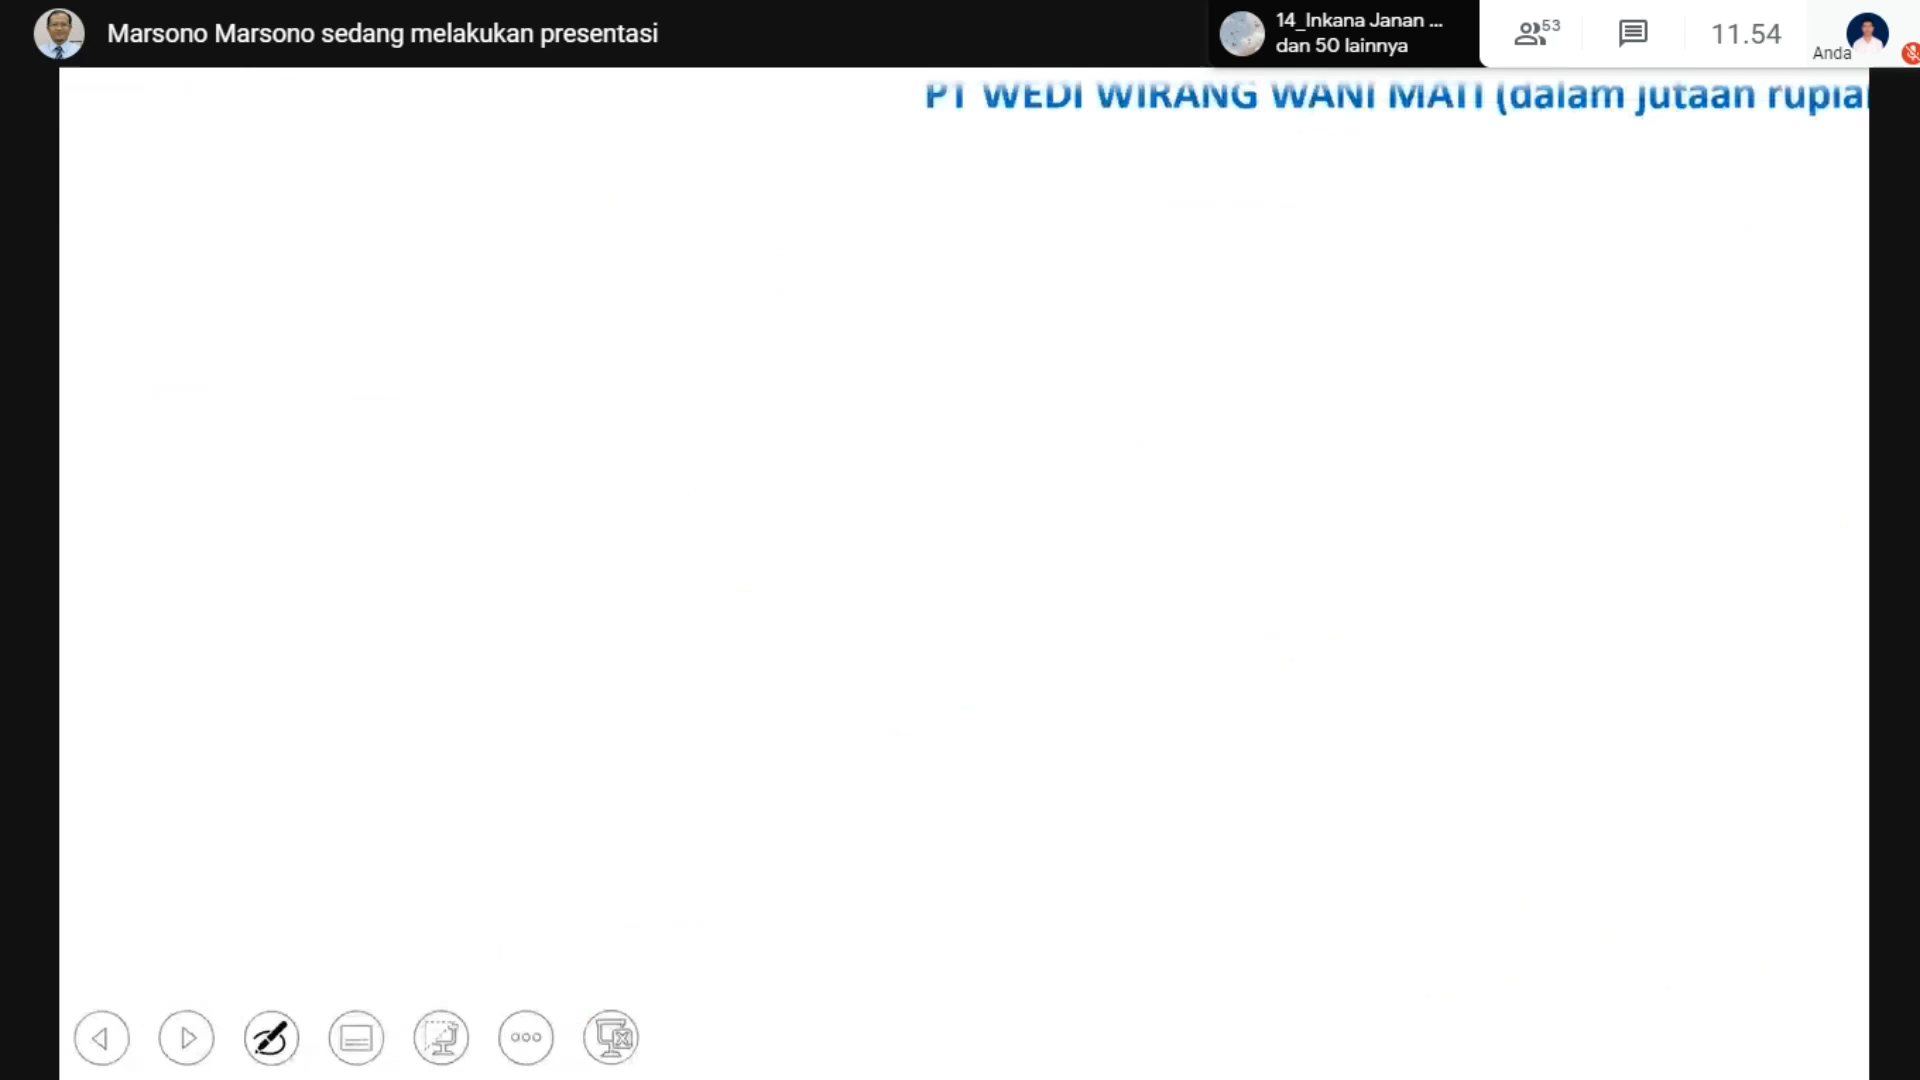 Marsono Marsono sedang melakukan presentasi
14_Inkana Janan ...
dan 50 lainnya
53
11.54
Anda
PT WEDI WIRANG WANI MATI (dalam jutaan